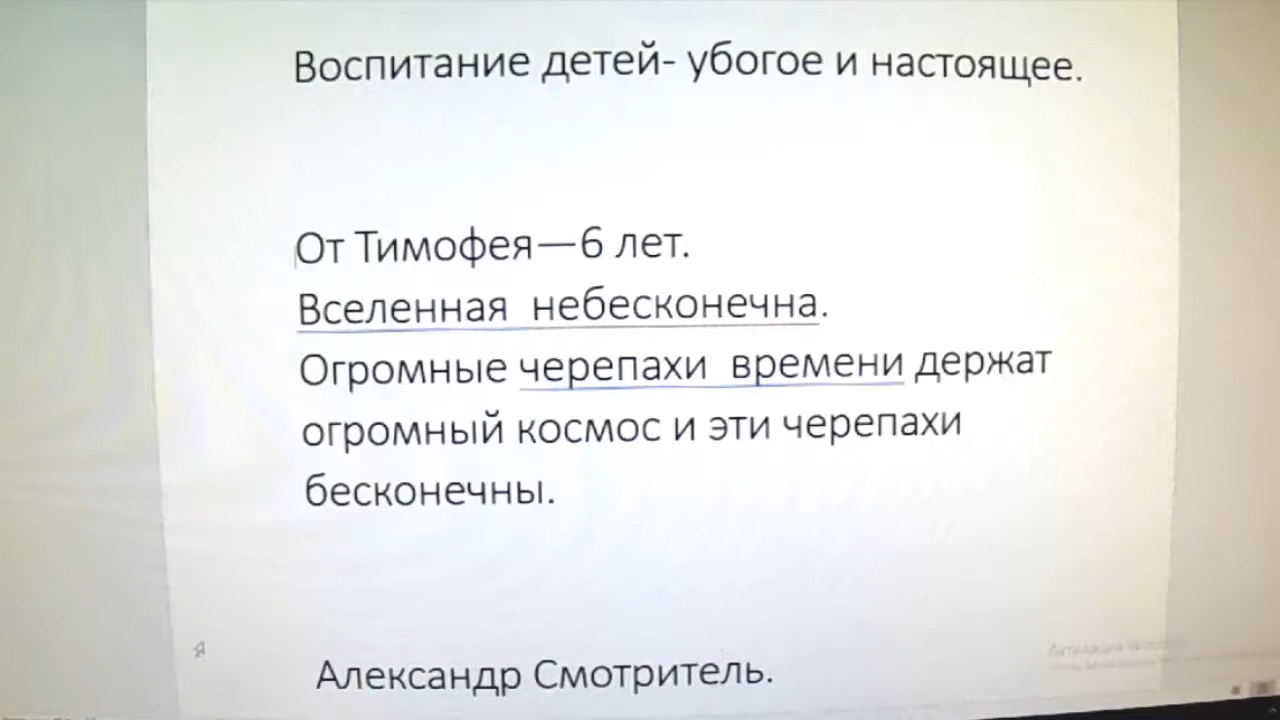 Воспитание детей- убогое и настоящее.
От Тимофея—6 лет.
Вселенная  небесконечна.
Огромные черепахи  времени держат
огромный космос и эти черепахи
бесконечны.
Александр Смотритель.